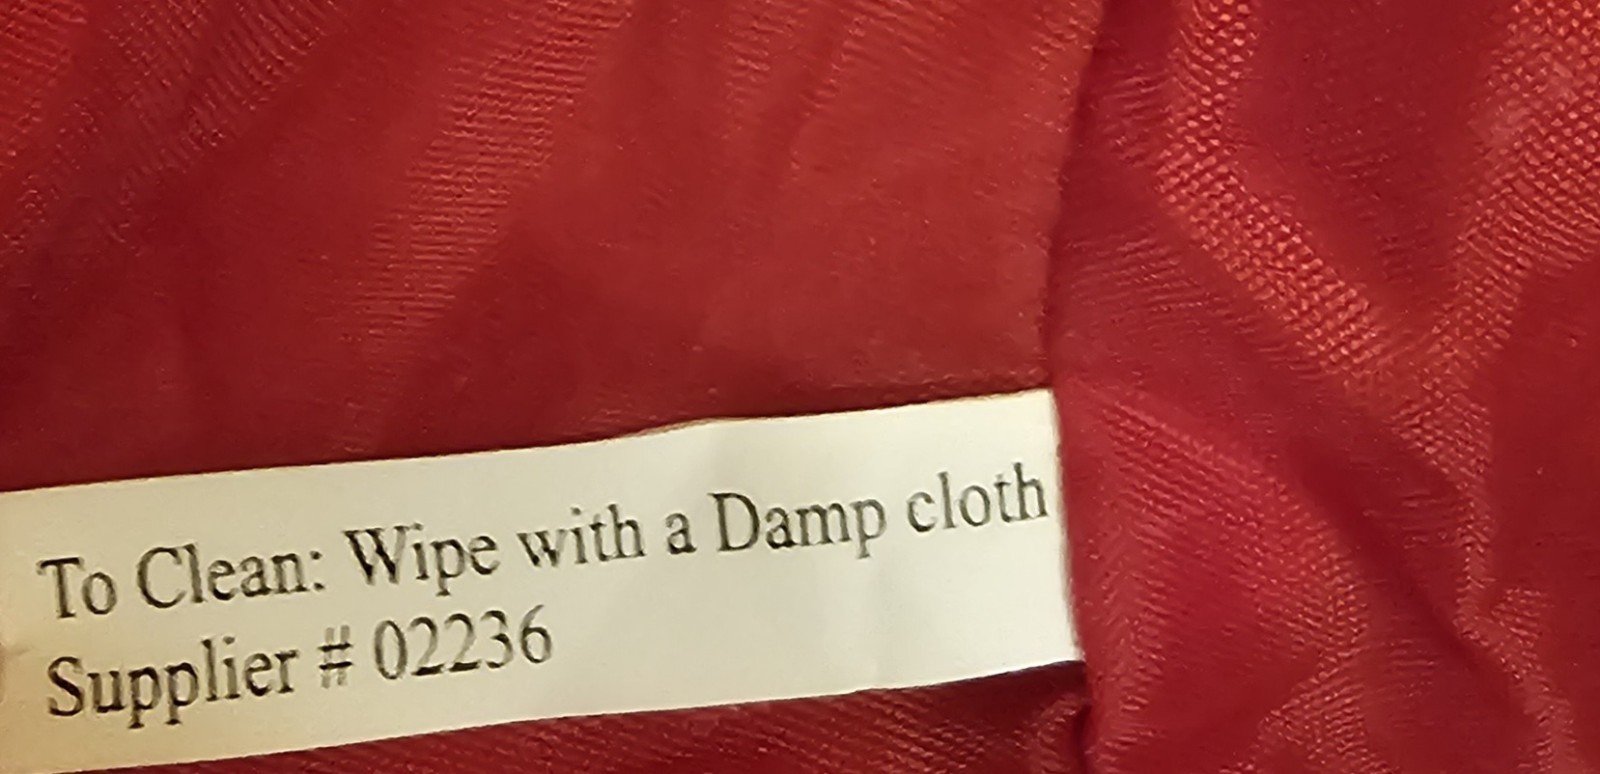 To Clean: Wipe with a Damp cloth
Supplier # 02236